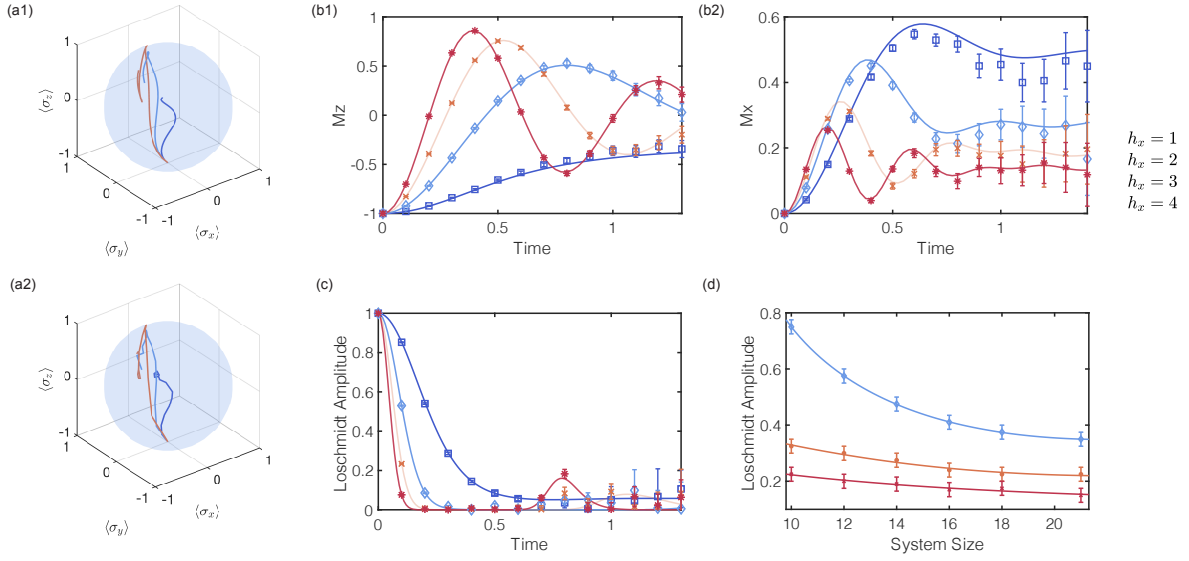 (a1)
1
0
-1
⟨σz⟩
1
0
-1
⟨σy⟩
-1
0
1
⟨σx⟩
(b1)
1
0.5
0
-0.5
-1
Mz
0
0.5
1
Time
(b2)
0.6
0.4
0.2
0
Mx
0
0.5
1
Time
hx = 1
hx = 2
hx = 3
hx = 4
(a2)
1
0
-1
⟨σz⟩
1
0
-1
⟨σy⟩
-1
0
1
⟨σx⟩
(c)
1
0.8
0.6
0.4
0.2
0
Loschmidt Amplitude
0
0.5
1
Time
(d)
0.8
0.6
0.4
0.2
Loschmidt Amplitude
10 12 14 16 18 20
System Size